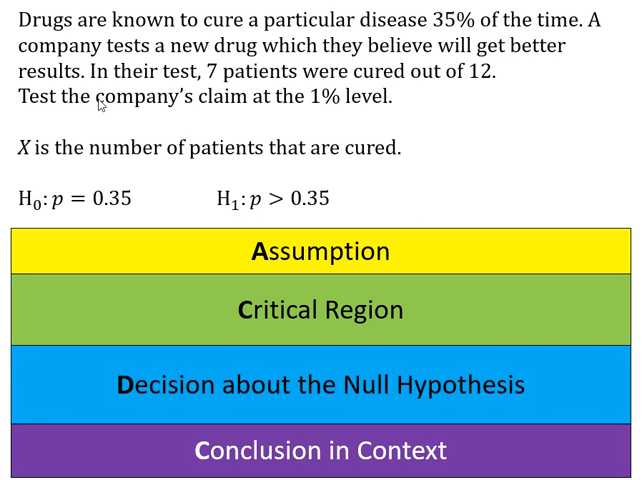 Drugs are known to cure a particular disease 35% of the time. A
company tests a new drug which they believe will get better
results. In their test, 7 patients were cured out of 12.
Test the company’s claim at the 1% level.
X is the number of patients that are cured.
H₀: p = 0.35 H₁: p > 0.35
Assumption
Critical Region
Decision about the Null Hypothesis
Conclusion in Context